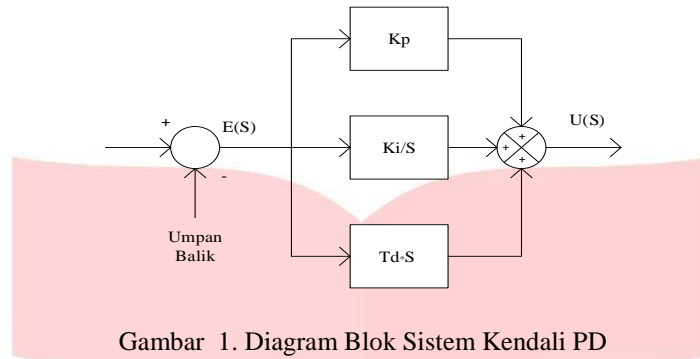 Kp
+
E(S)
U(S)
+
+
Ki/S
+
-
Umpan
Balik
Td*S
Gambar 1. Diagram Blok Sistem Kendali PD